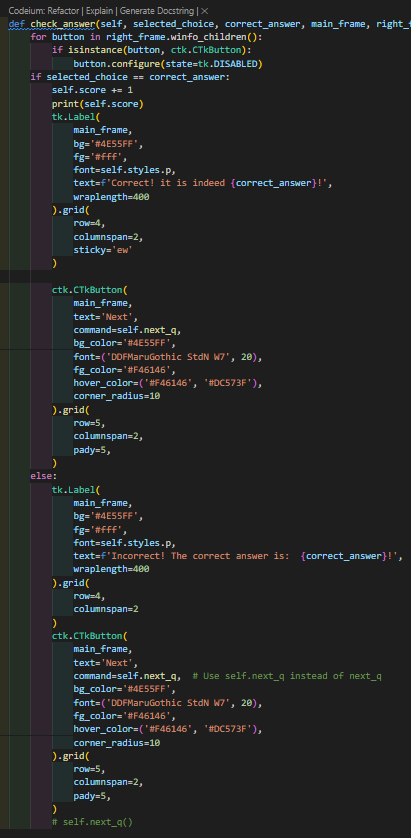 Codeium: Refactor | Explain | Generate Docstring | ×
def check_answer(self, selected_choice, correct_answer, main_frame, right_f
    for button in right_frame.winfo_children():
        if isinstance(button, ctk.CTkButton):
            button.configure(state=tk.DISABLED)
    if selected_choice == correct_answer:
        self.score += 1
        print(self.score)
        tk.Label(
            main_frame,
            bg='#4E55FF',
            fg='#fff',
            font=self.styles.p,
            text=f'Correct! it is indeed {correct_answer}!',
            wraplength=400
        ).grid(
            row=4,
            columnspan=2,
            sticky='ew'
        )

        ctk.CTkButton(
            main_frame,
            text='Next',
            command=self.next_q,
            bg_color='#4E55FF',
            font=('DDFMaruGothic StdN W7', 20),
            fg_color='#F46146',
            hover_color=('#F46146', '#DC573F'),
            corner_radius=10
        ).grid(
            row=5,
            columnspan=2,
            pady=5,
        )
    else:
        tk.Label(
            main_frame,
            bg='#4E55FF',
            fg='#fff',
            font=self.styles.p,
            text=f'Incorrect! The correct answer is:  {correct_answer}!',
            wraplength=400
        ).grid(
            row=4,
            columnspan=2
        )
        ctk.CTkButton(
            main_frame,
            text='Next',
            command=self.next_q,  # Use self.next_q instead of next_q
            bg_color='#4E55FF',
            font=('DDFMaruGothic StdN W7', 20),
            fg_color='#F46146',
            hover_color=('#F46146', '#DC573F'),
            corner_radius=10
        ).grid(
            row=5,
            columnspan=2,
            pady=5,
        )
        # self.next_q()